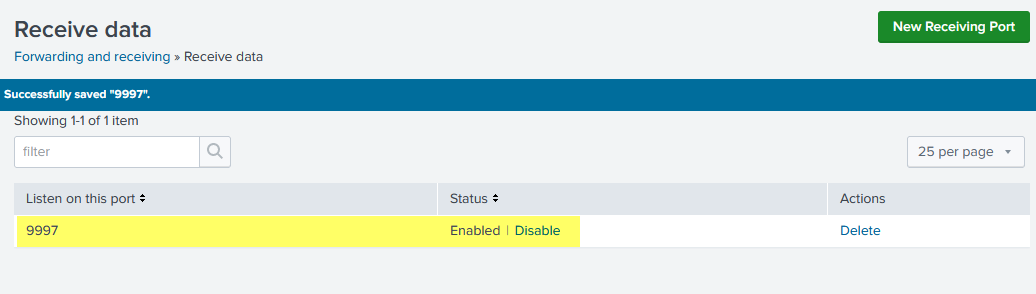 Receive data
New Receiving Port
Forwarding and receiving » Receive data
Successfully saved "9997".
Showing 1-1 of 1 item
filter
25 per page
Listen on this port Status Actions
9997 Enabled | Disable Delete